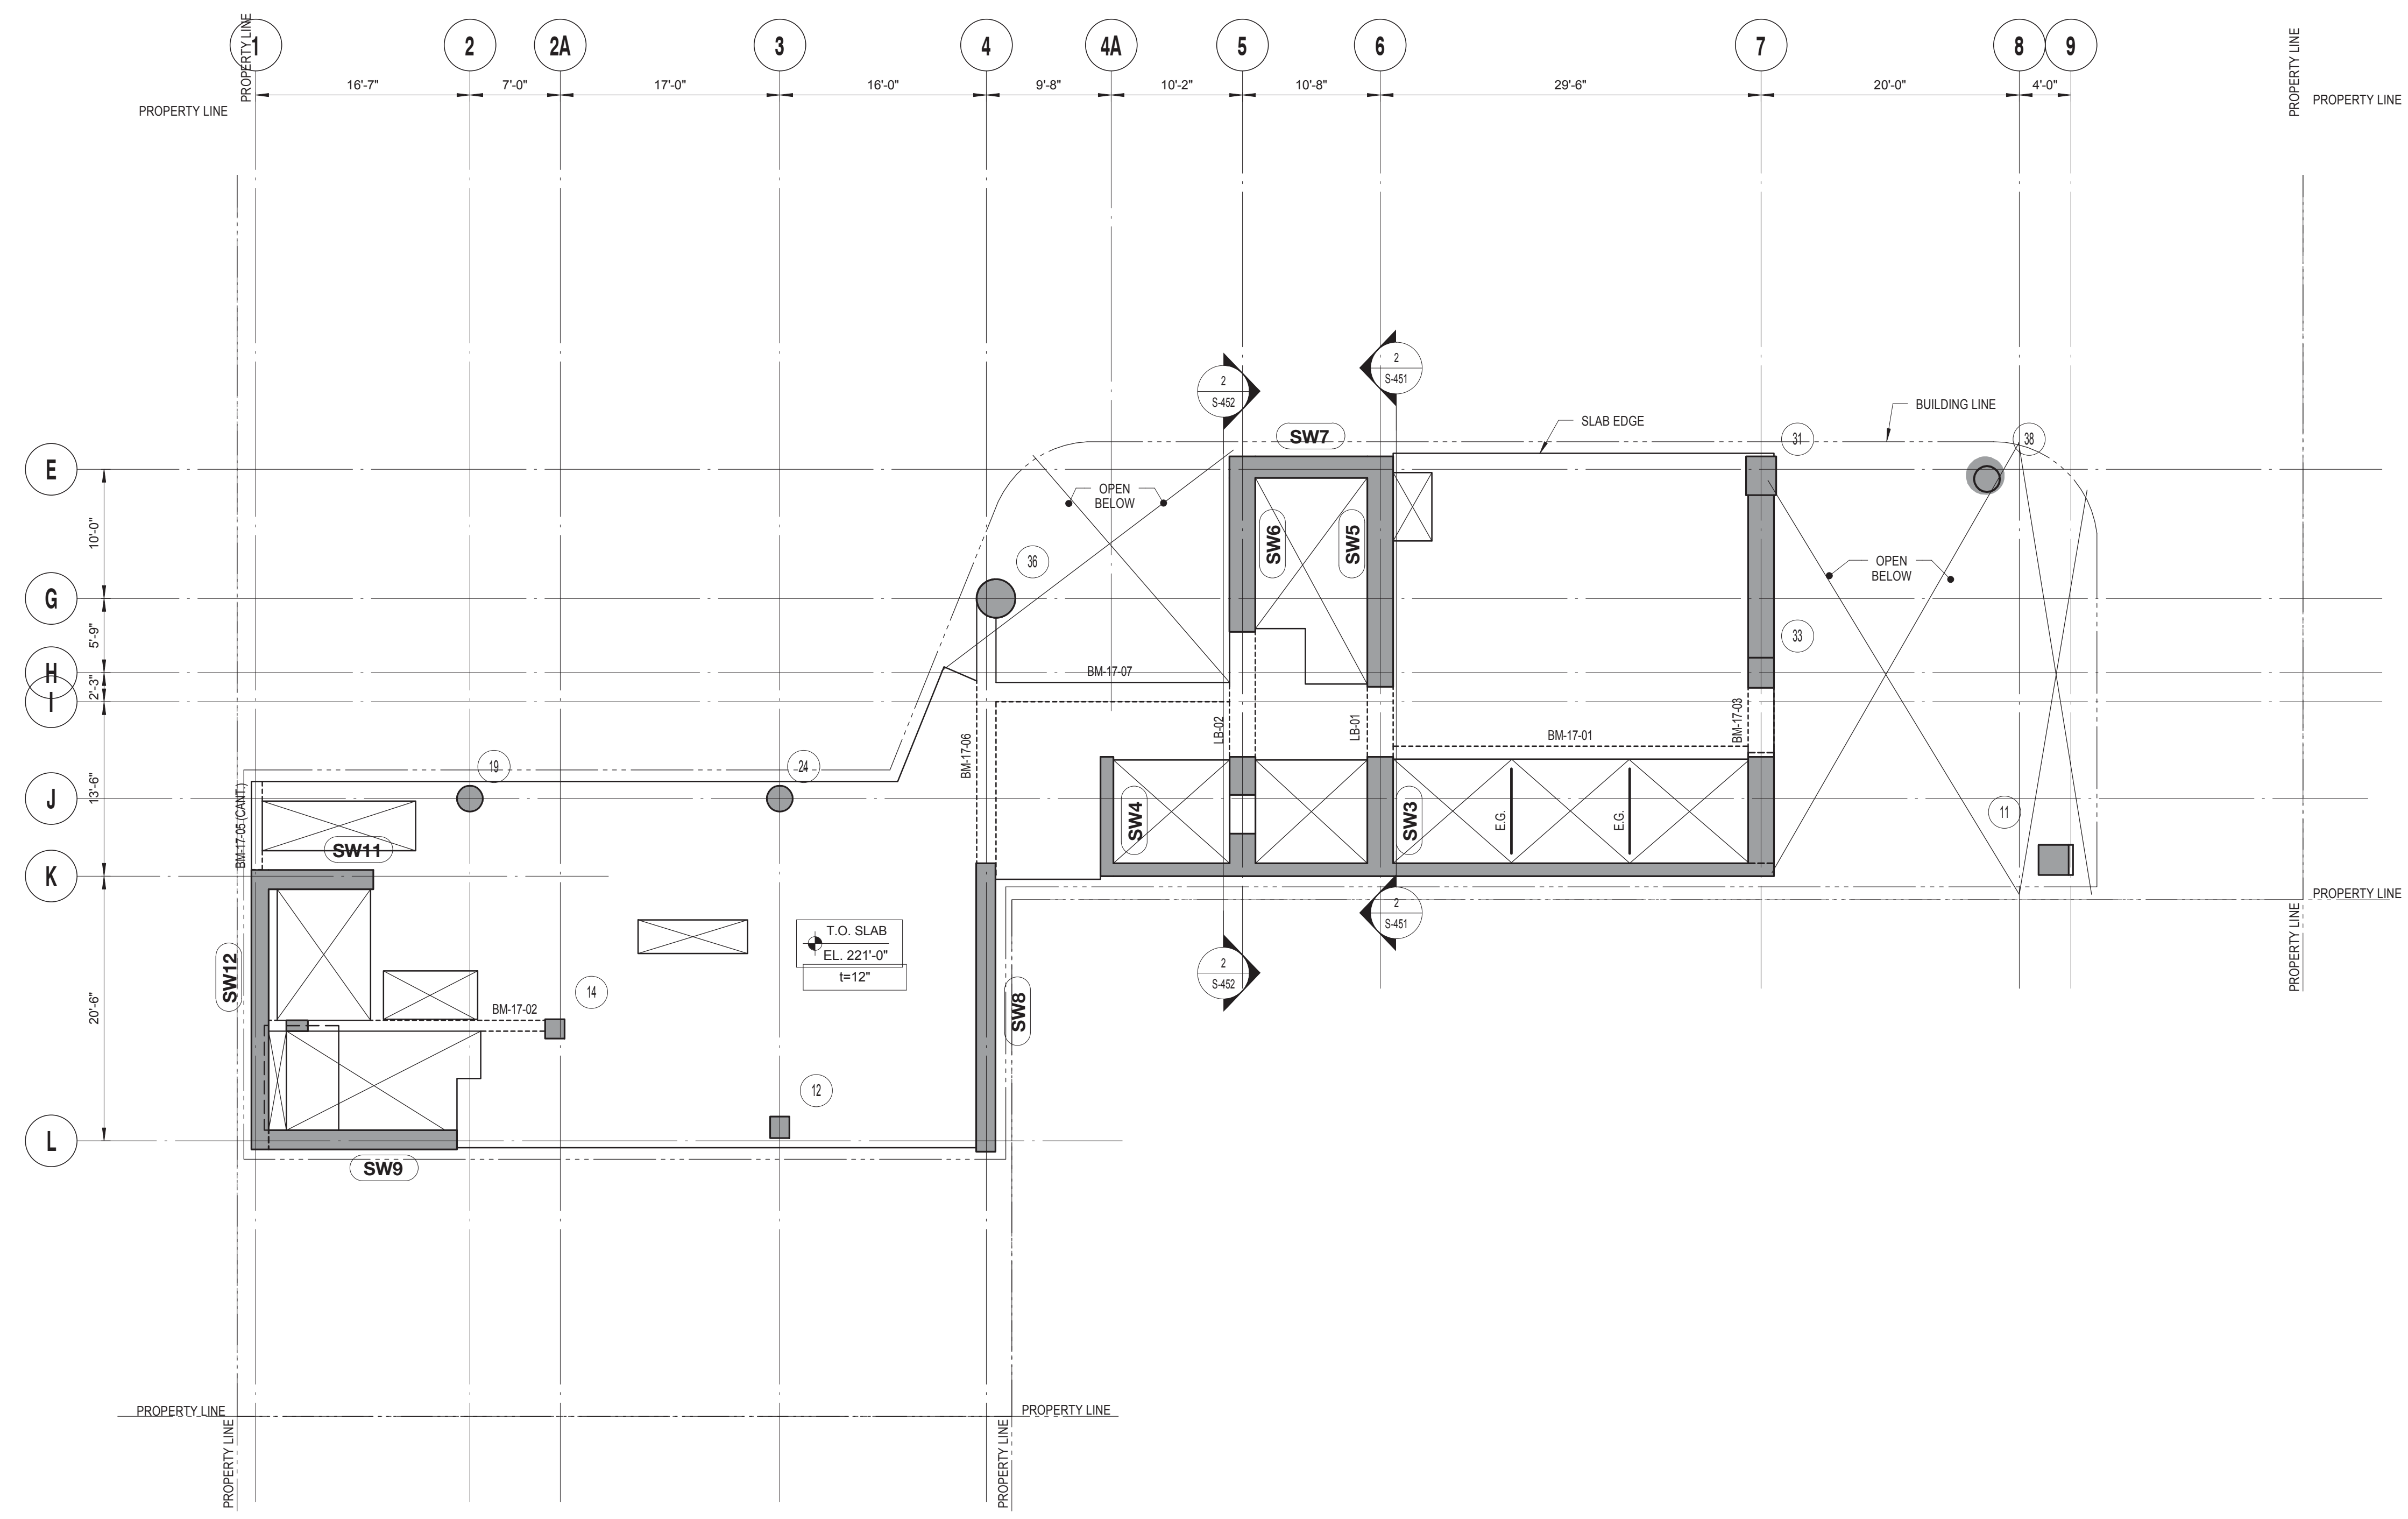 1
2
2A
3
4
4A
5
6
7
8
9
PROPERTY LINE
PROPERTY LINE
PROPERTY LINE
PROPERTY LINE
16'-7"
7'-0"
17'-0"
16'-0"
9'-8"
10'-2"
10'-8"
29'-6"
20'-0"
4'-0"
2
S-451
2
S-452
BUILDING LINE
SLAB EDGE
SW7
31
38
E
OPEN
BELOW
10'-0"
SW6
SW5
36
OPEN
BELOW
G
5'-9"
33
H
BM-17-07
2'-3"
I
LB-02
LB-01
BM-17-03
BM-17-01
BM-17-06
19
24
13'-6"
J
BM-17-05 (CANT.)
SW4
SW3
E.G.
E.G.
11
SW11
K
PROPERTY LINE
PROPERTY LINE
2
S-451
T.O. SLAB
EL. 221'-0"
t=12"
2
S-452
SW12
20'-6"
14
BM-17-02
SW8
12
L
SW9
PROPERTY LINE
PROPERTY LINE
PROPERTY LINE
PROPERTY LINE